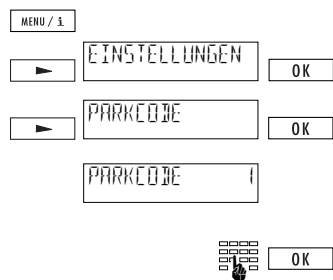 MENU / i
EINSTELLUNGEN
OK
PARKCODE
OK
PARKCODE 1
OK